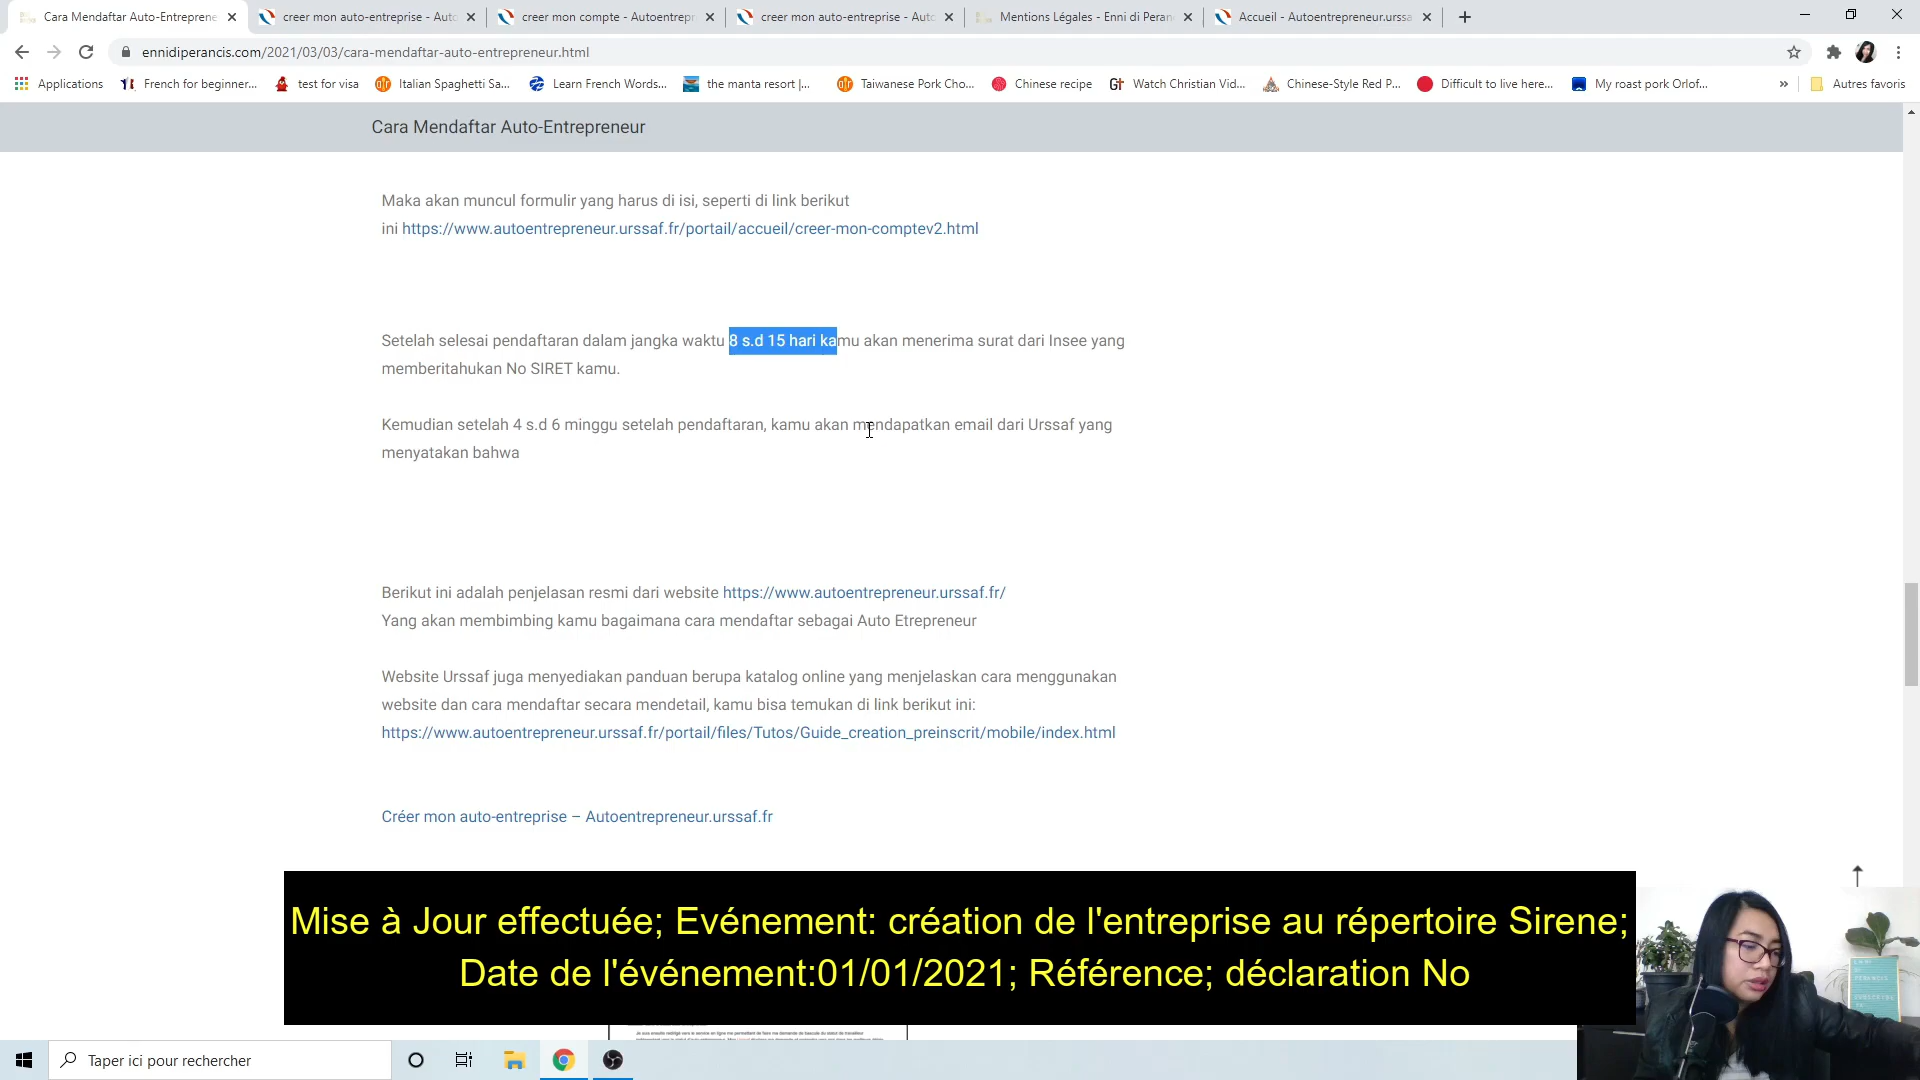 Cara Mendaftar Auto-Entreprene
creer mon auto-entreprise - Auto
creer mon compte - Autoentrepr
creer mon auto-entreprise - Auto
Mentions Légales - Enni di Peran
Accueil - Autoentrepreneur.urssa
ennidiperancis.com/2021/03/03/cara-mendaftar-auto-entrepreneur.html
Applications
French for beginner...
test for visa
Italian Spaghetti Sa...
Learn French Words...
the manta resort |...
Taiwanese Pork Cho...
Chinese recipe
Watch Christian Vid...
Chinese-Style Red P...
Difficult to live here...
My roast pork Orlof...
»
Autres favoris
Cara Mendaftar Auto-Entrepreneur
Maka akan muncul formulir yang harus di isi, seperti di link berikut
ini https://www.autoentrepreneur.urssaf.fr/portail/accueil/creer-mon-comptev2.html
Setelah selesai pendaftaran dalam jangka waktu 8 s.d 15 hari kamu akan menerima surat dari Insee yang
memberitahukan No SIRET kamu.
Kemudian setelah 4 s.d 6 minggu setelah pendaftaran, kamu akan mendapatkan email dari Urssaf yang
menyatakan bahwa
Berikut ini adalah penjelasan resmi dari website https://www.autoentrepreneur.urssaf.fr/
Yang akan membimbing kamu bagaimana cara mendaftar sebagai Auto Etrepreneur
Website Urssaf juga menyediakan panduan berupa katalog online yang menjelaskan cara menggunakan
website dan cara mendaftar secara mendetail, kamu bisa temukan di link berikut ini:
https://www.autoentrepreneur.urssaf.fr/portail/files/Tutos/Guide_creation_preinscrit/mobile/index.html
Créer mon auto-entreprise – Autoentrepreneur.urssaf.fr
Mise à Jour effectuée; Evénement: création de l'entreprise au répertoire Sirene;
Date de l'événement:01/01/2021; Référence; déclaration No
Taper ici pour rechercher